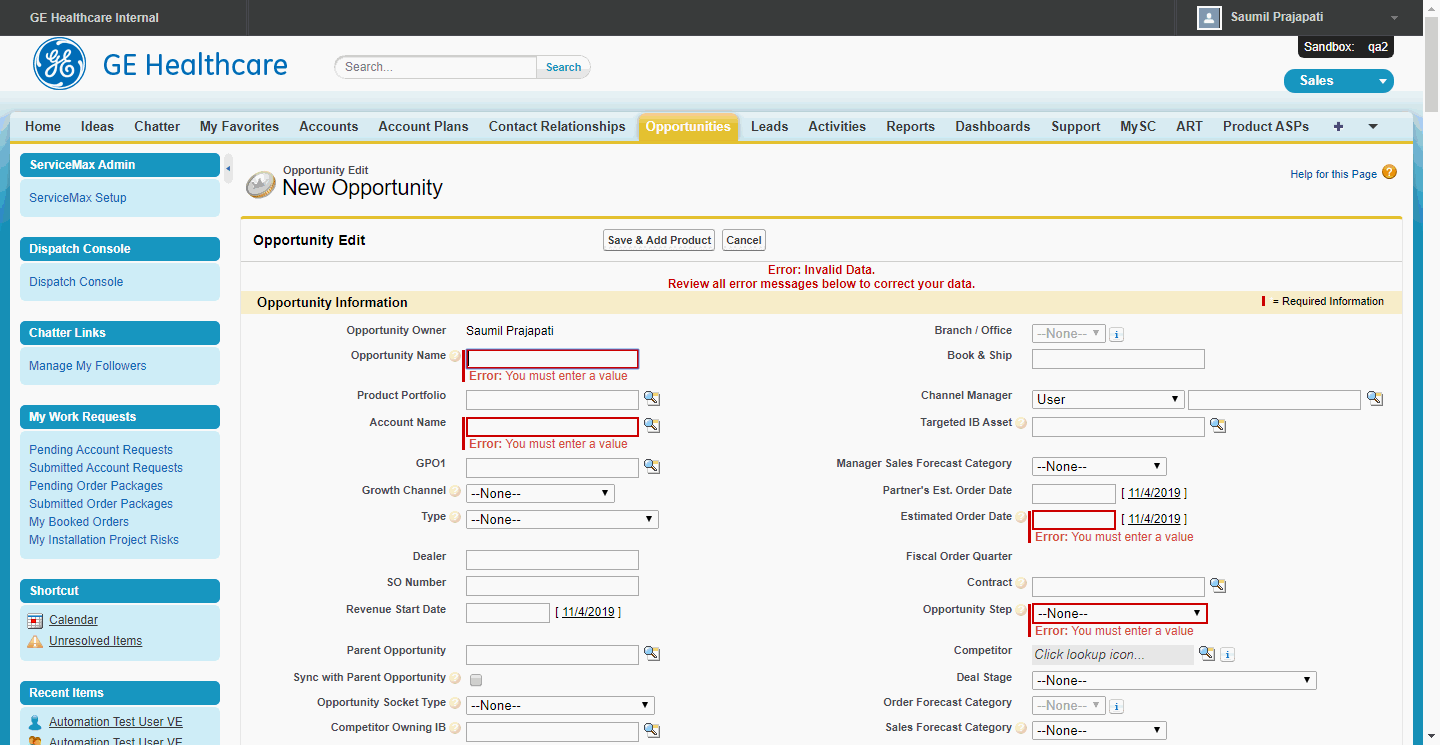 GE Healthcare Internal
Saumil Prajapati
Sandbox: qa2
GE Healthcare
Search...
Search
Sales
Home Ideas Chatter My Favorites Accounts Account Plans Contact Relationships Opportunities Leads Activities Reports Dashboards Support MySC ART Product ASPs +
ServiceMax Admin
ServiceMax Setup
Dispatch Console
Dispatch Console
Chatter Links
Manage My Followers
My Work Requests
Pending Account Requests
Submitted Account Requests
Pending Order Packages
Submitted Order Packages
My Booked Orders
My Installation Project Risks
Shortcut
Calendar
Unresolved Items
Recent Items
Automation Test User VE
Automation Test User VE
Opportunity Edit
New Opportunity
Help for this Page ?
Opportunity Edit
Save & Add Product Cancel
Error: Invalid Data.
Review all error messages below to correct your data.
Opportunity Information
= Required Information
Opportunity Owner Saumil Prajapati
Branch / Office --None-- i
Opportunity Name ?
Error: You must enter a value
Book & Ship
Product Portfolio
Channel Manager User
Account Name
Error: You must enter a value
Targeted IB Asset ?
GPO1
Manager Sales Forecast Category --None--
Growth Channel ? --None--
Partner's Est. Order Date [ 11/4/2019 ]
Type ? --None--
Estimated Order Date ? [ 11/4/2019 ]
Error: You must enter a value
Dealer
Fiscal Order Quarter
SO Number
Contract ?
Revenue Start Date [ 11/4/2019 ]
Opportunity Step ? --None--
Error: You must enter a value
Parent Opportunity
Competitor Click lookup icon... i
Sync with Parent Opportunity ?
Deal Stage --None--
Opportunity Socket Type ? --None--
Order Forecast Category --None-- i
Competitor Owning IB ?
Sales Forecast Category ? --None--